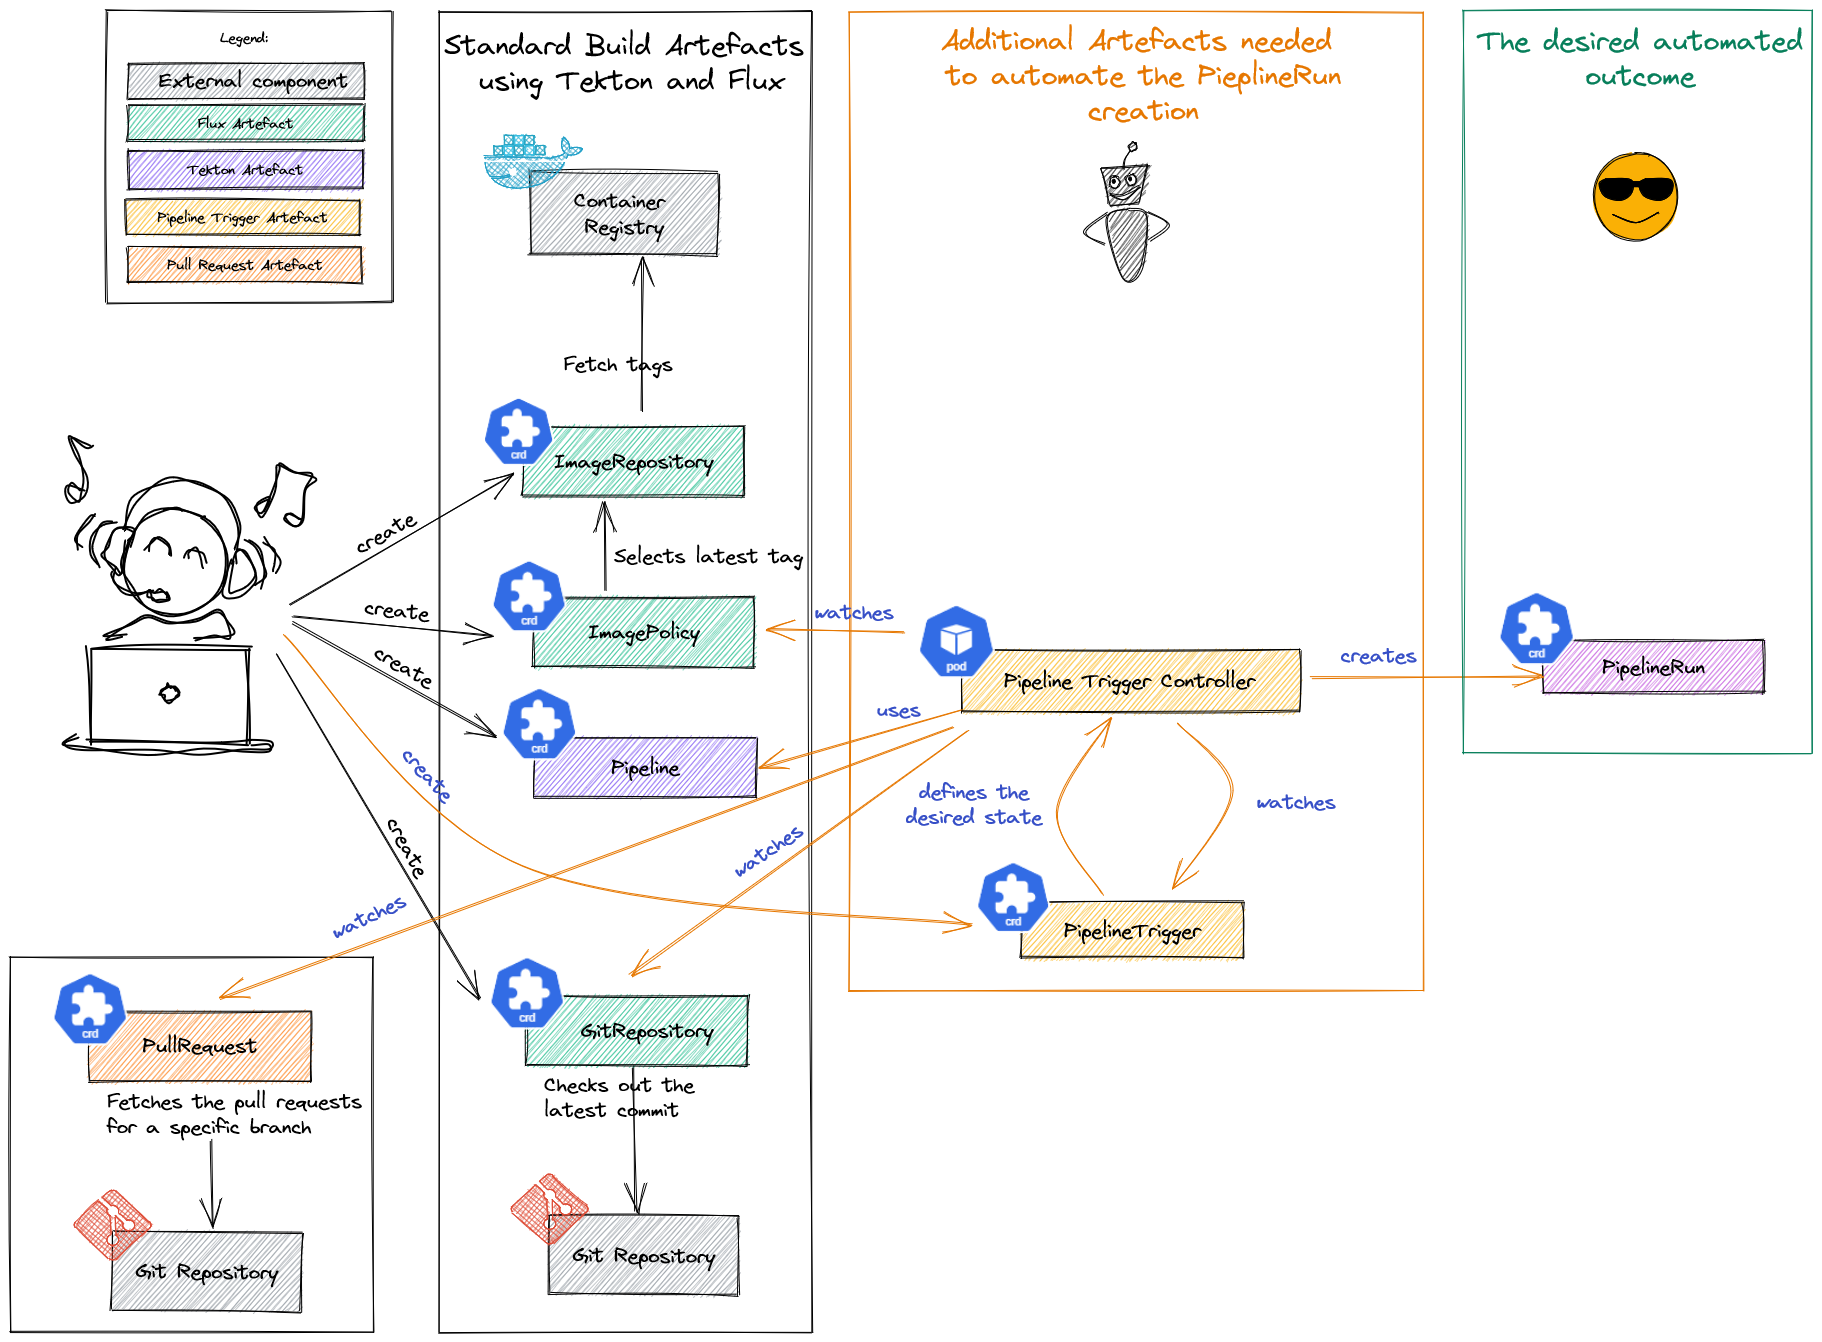 Legend:
External component
Flux Artefact
Tekton Artefact
Pipeline Trigger Artefact
Pull Request Artefact
Standard Build Artefacts
using Tekton and Flux
Container
Registry
Fetch tags
crd
ImageRepository
create
Selects latest tag
crd
create
ImagePolicy
create
crd
Pipeline
create
create
crd
GitRepository
Checks out the
latest commit
Git Repository
watches
crd
PullRequest
Fetches the pull requests
for a specific branch
Git Repository
Additional Artefacts needed
to automate the PieplineRun
creation
watches
pod
Pipeline Trigger Controller
uses
defines the
desired state
watches
watches
crd
PipelineTrigger
creates
The desired automated
outcome
crd
PipelineRun